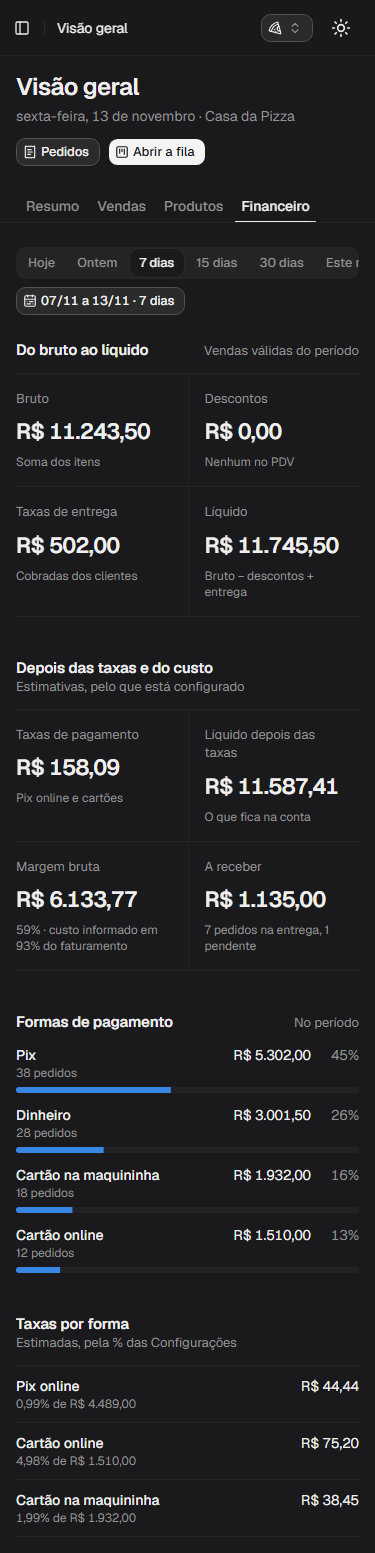 Visão geral
Visão geral
sexta-feira, 13 de novembro · Casa da Pizza
Pedidos
Abrir a fila
Resumo Vendas Produtos Financeiro
Hoje Ontem 7 dias 15 dias 30 dias Este
07/11 a 13/11 · 7 dias
Do bruto ao líquido Vendas válidas do período
Bruto
R$ 11.243,50
Soma dos itens
Descontos
R$ 0,00
Nenhum no PDV
Taxas de entrega
R$ 502,00
Cobradas dos clientes
Líquido
R$ 11.745,50
Bruto − descontos +
entrega
Depois das taxas e do custo
Estimativas, pelo que está configurado
Taxas de pagamento
R$ 158,09
Pix online e cartões
Líquido depois das
taxas
R$ 11.587,41
O que fica na conta
Margem bruta
R$ 6.133,77
59% · custo informado em
93% do faturamento
A receber
R$ 1.135,00
7 pedidos na entrega, 1
pendente
Formas de pagamento No período
Pix R$ 5.302,00 45%
38 pedidos
Dinheiro R$ 3.001,50 26%
28 pedidos
Cartão na maquininha R$ 1.932,00 16%
18 pedidos
Cartão online R$ 1.510,00 13%
12 pedidos
Taxas por forma
Estimadas, pela % das Configurações
Pix online R$ 44,44
0,99% de R$ 4.489,00
Cartão online R$ 75,20
4,98% de R$ 1.510,00
Cartão na maquininha R$ 38,45
1,99% de R$ 1.932,00